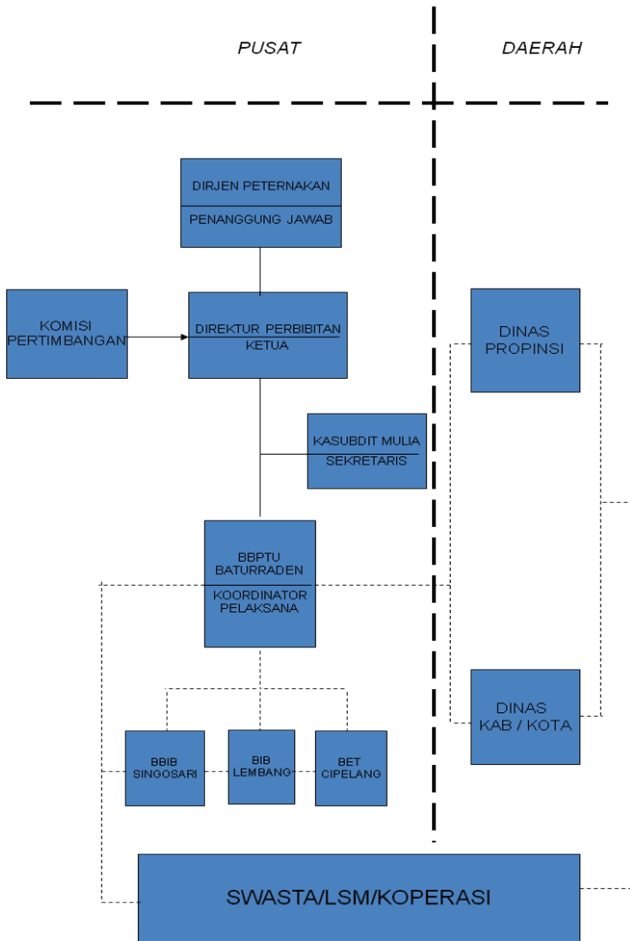 PUSAT
DAERAH
DIRJEN PETERNAKAN
PENANGGUNG JAWAB
KOMISI
PERTIMBANGAN
DIREKTUR PERBIBITAN
KETUA
DINAS
PROPINSI
KASUBDIT MULIA
SEKRETARIS
BBPTU
BATURRADEN
KOORDINATOR
PELAKSANA
DINAS
KAB / KOTA
BBIB
SINGOSARI
BIB
LEMBANG
BET
CIPELANG
SWASTA/LSM/KOPERASI